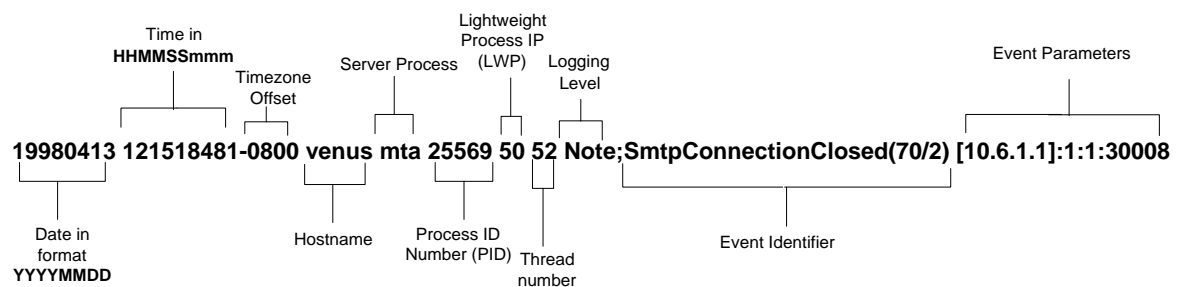 Time in
HHMMSSmmm
Timezone
Offset
Server Process
Lightweight
Process IP
(LWP)
Logging
Level
Event Parameters
19980413 121518481-0800 venus mta 25569 50 52 Note;SmtpConnectionClosed(70/2) [10.6.1.1]:1:1:30008
Date in
format
YYYYMMDD
Hostname
Process ID
Number (PID)
Thread
number
Event Identifier